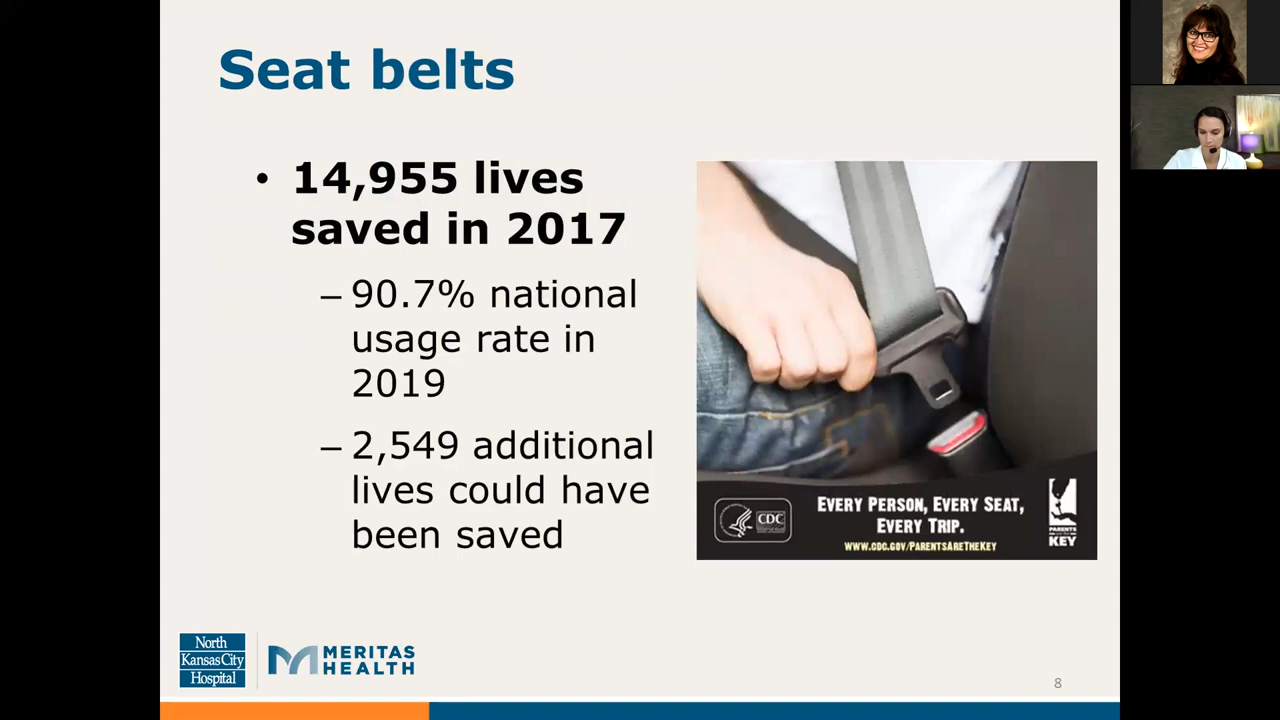 Seat belts
• 14,955 lives
saved in 2017
– 90.7% national
usage rate in
2019
– 2,549 additional
lives could have
been saved
CDC
EVERY PERSON, EVERY SEAT,
EVERY TRIP.
WWW.CDC.GOV/PARENTSARETHEKEY
PARENTS
KEY
North
Kansas City
Hospital
MERITAS
HEALTH
8